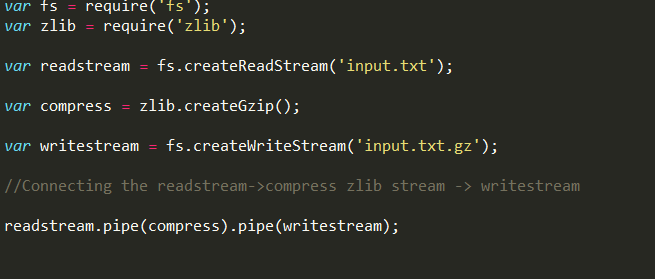 var fs = require('fs');
var zlib = require('zlib');
var readstream = fs.createReadStream('input.txt');
var compress = zlib.createGzip();
var writestream = fs.createWriteStream('input.txt.gz');
//Connecting the readstream->compress zlib stream -> writestream
readstream.pipe(compress).pipe(writestream);